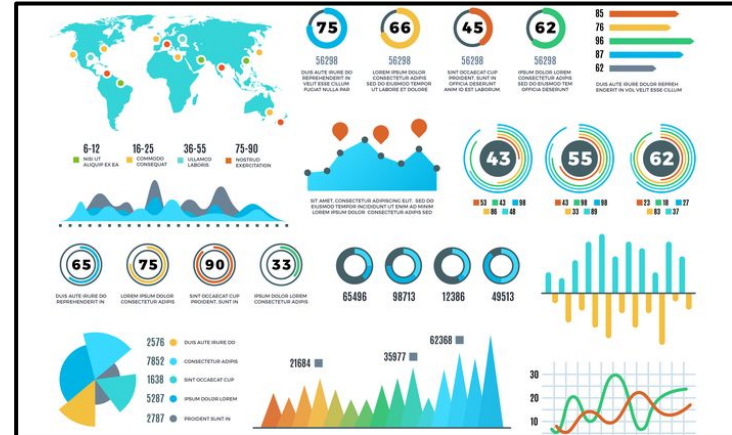 75
66
45
62
56298
56298
56298
56298
DUIS AUTE IRURE DO
REPREHENDERIT IN
VELIT ESSE CILLUM
FUGIAT NULLA PAR
LOREM IPSUM DOLOR
CONSECTETUR ADIPIS
SED DO EIUSMOD TEMPOR
UT LABORE ET DOLORE
SINT OCCAECAT CUP
PROIDENT, SUNT IN
OFFICIA DESERUNT
ANIM ID EST LABORUM.
IPSUM DOLOR LOREM
CONSECTETUR ADIPIS
SED DO EIUSMOD TEM
OFFICIA DESERUNT
85
76
96
87
62
DUIS AUTE IRURE DOLOR REPREH
ENDERIT IN VOL VELIT ESSE CILLUM
6-12
NISI UT
ALIQUIP EX EA
16-25
COMMODO
CONSEQUAT
36-55
ULLAMCO
LABORIS
75-90
NOSTRUD
EXERCITATION
SIT AMET, CONSECTETUR ADIPISCING ELIT, SED DO
EIUSMOD TEMPOR INCIDIDUNT UT ENIM AD MINIM
LOREM IPSUM DOLOR CONSECTETUR ADIPIS SED
43
55
62
53 43 98
86 48
43 98 98
33 89
23 18 27
83 37
65
75
90
33
DUIS AUTE IRURE DO
REPREHENDERIT IN
LOREM IPSUM DOLOR
CONSECTETUR ADIPIS
SINT OCCAECAT CUP
PROIDENT, SUNT IN
IPSUM DOLOR LOREM
CONSECTETUR ADIPIS
65496
98713
12386
49513
2576 DUIS AUTE IRURE DO
7852 CONSECTETUR ADIPIS
1638 SINT OCCAECAT CUP
5287 IPSUM DOLOR LOREM
2787 PROIDENT SUNT IN
21684
35977
62368
30
20
10